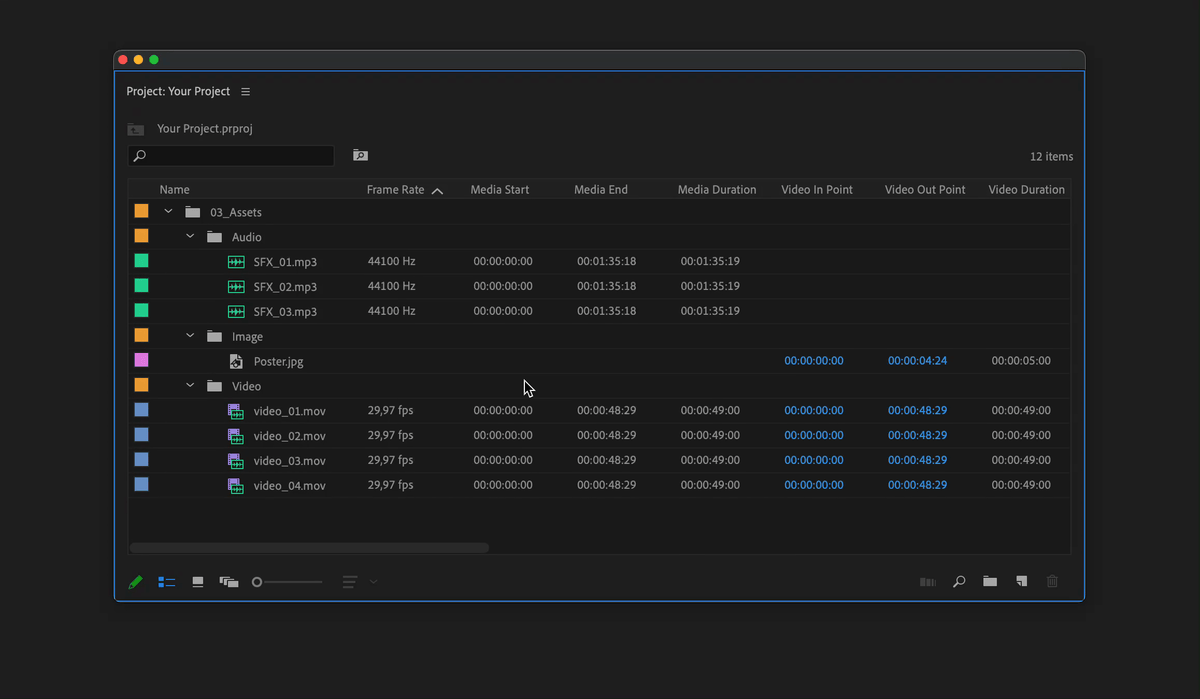 Project: Your Project
Your Project.prproj
12 items
Name Frame Rate Media Start Media End Media Duration Video In Point Video Out Point Video Duration
03_Assets
Audio
SFX_01.mp3 44100 Hz 00:00:00:00 00:01:35:18 00:01:35:19
SFX_02.mp3 44100 Hz 00:00:00:00 00:01:35:18 00:01:35:19
SFX_03.mp3 44100 Hz 00:00:00:00 00:01:35:18 00:01:35:19
Image
Poster.jpg 00:00:00:00 00:00:04:24 00:00:05:00
Video
video_01.mov 29,97 fps 00:00:00:00 00:00:48:29 00:00:49:00 00:00:00:00 00:00:48:29 00:00:49:00
video_02.mov 29,97 fps 00:00:00:00 00:00:48:29 00:00:49:00 00:00:00:00 00:00:48:29 00:00:49:00
video_03.mov 29,97 fps 00:00:00:00 00:00:48:29 00:00:49:00 00:00:00:00 00:00:48:29 00:00:49:00
video_04.mov 29,97 fps 00:00:00:00 00:00:48:29 00:00:49:00 00:00:00:00 00:00:48:29 00:00:49:00